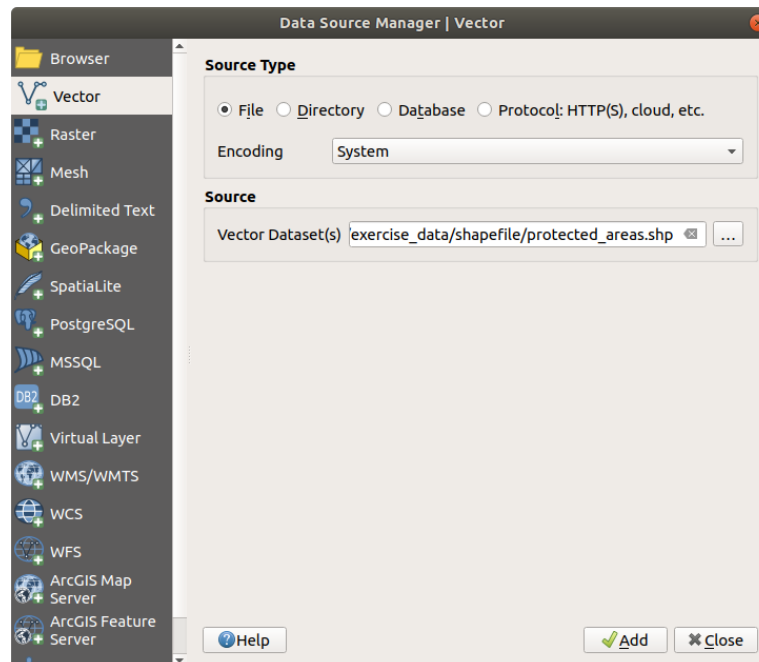 Data Source Manager | Vector
Browser
Vector
Raster
Mesh
Delimited Text
GeoPackage
SpatiaLite
PostgreSQL
MSSQL
DB2
DB2
Virtual Layer
WMS/WMTS
WCS
WFS
ArcGIS Map
Server
ArcGIS Feature
Server
Source Type
File Directory Database Protocol: HTTP(S), cloud, etc.
Encoding System
Source
Vector Dataset(s) /exercise_data/shapefile/protected_areas.shp ...
Help Add Close